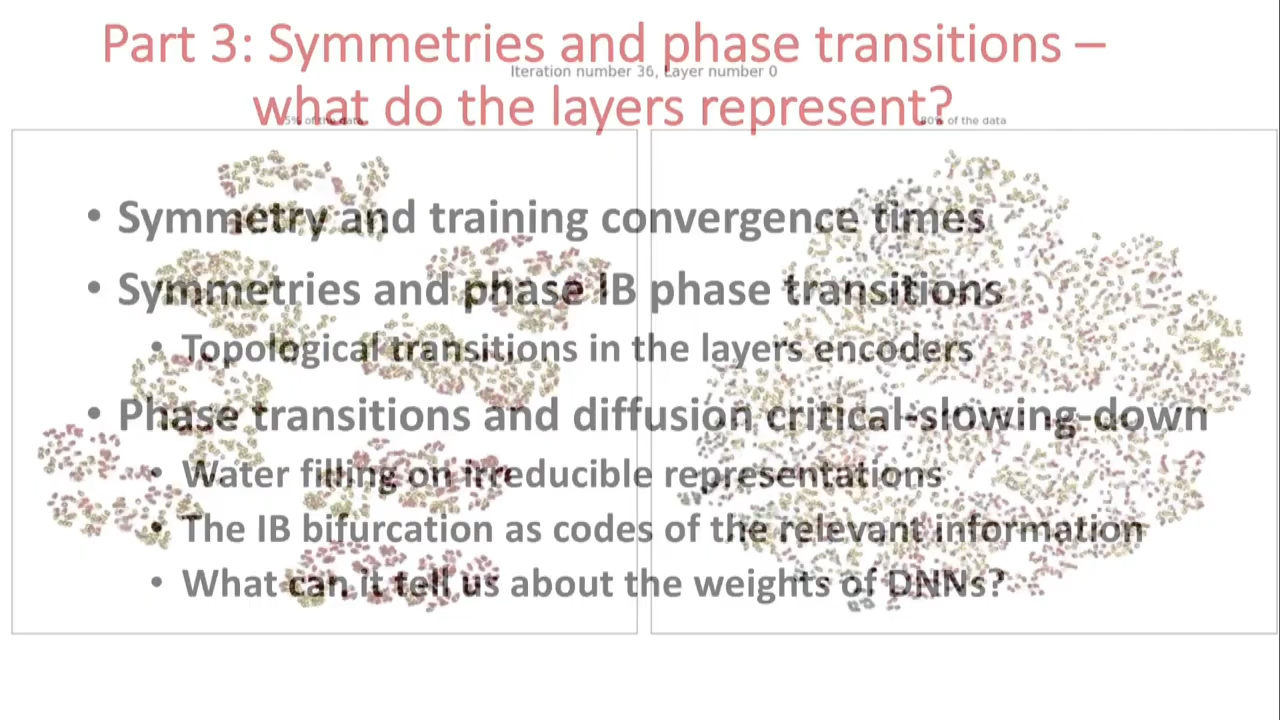 Part 3: Symmetries and phase transitions –
Iteration number 36, Layer number 0
what do the layers represent?
5% of the data
80% of the data
• Symmetry and training convergence times
• Symmetries and phase IB phase transitions
• Topological transitions in the layers encoders
• Phase transitions and diffusion critical-slowing-down
• Water filling on irreducible representations
• The IB bifurcation as codes of the relevant information
• What can it tell us about the weights of DNNs?